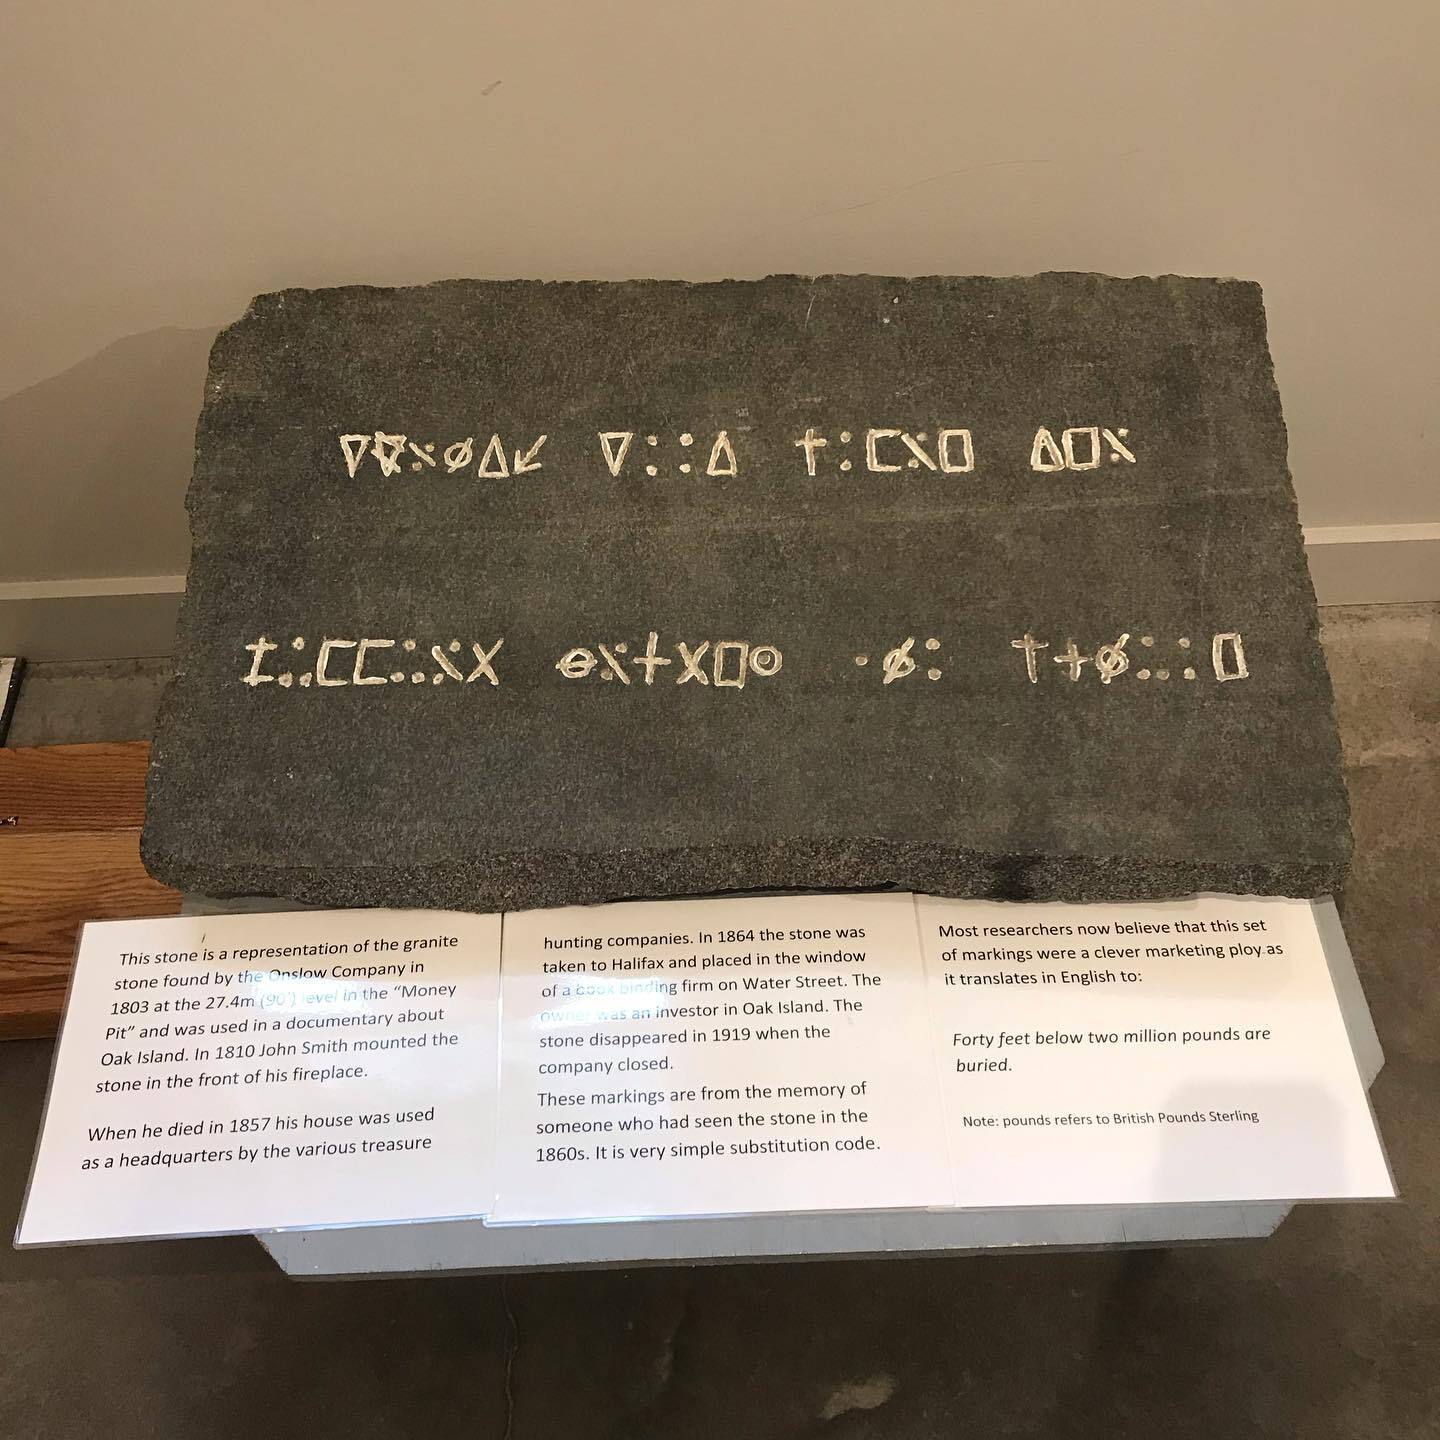 This stone is a representation of the granite
stone found by the Onslow Company in
1803 at the 27.4m (90') level in the “Money
Pit” and was used in a documentary about
Oak Island. In 1810 John Smith mounted the
stone in the front of his fireplace.
When he died in 1857 his house was used
as a headquarters by the various treasure
hunting companies. In 1864 the stone was
taken to Halifax and placed in the window
of a book binding firm on Water Street. The
owner was an investor in Oak Island. The
stone disappeared in 1919 when the
company closed.
These markings are from the memory of
someone who had seen the stone in the
1860s. It is very simple substitution code.
Most researchers now believe that this set
of markings were a clever marketing ploy as
it translates in English to:
Forty feet below two million pounds are
buried.
Note: pounds refers to British Pounds Sterling